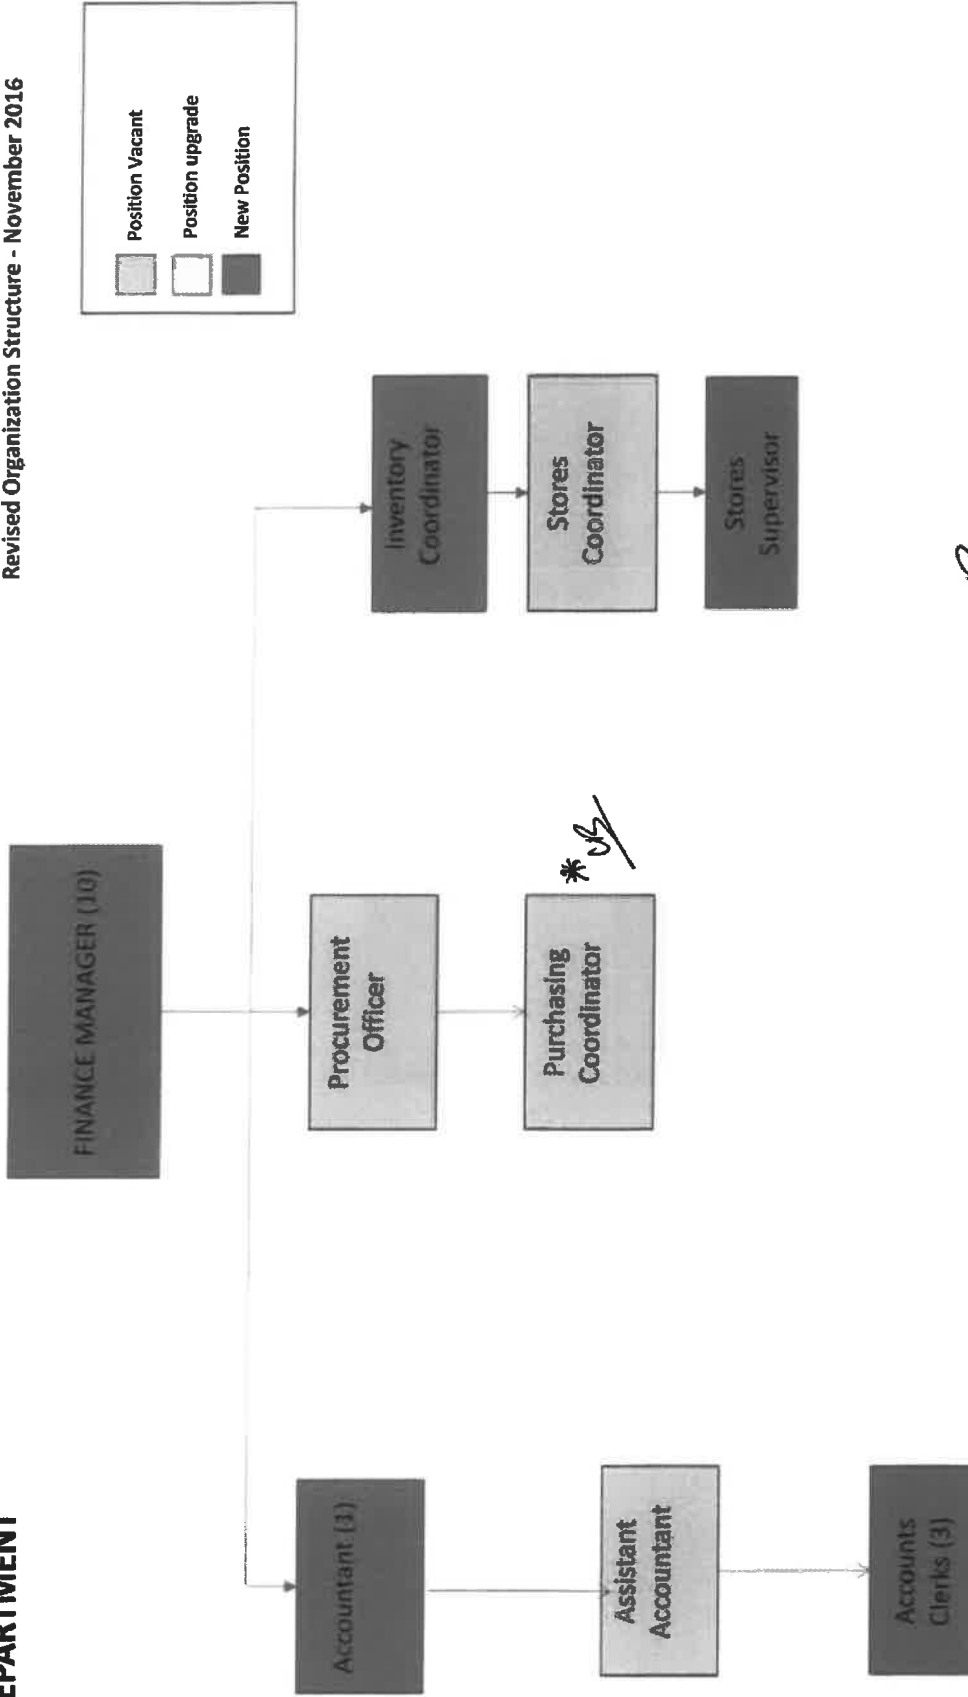 EPARTMENT
Revised Organization Structure - November 2016
Position Vacant
Position upgrade
New Position
FINANCE MANAGER (10)
Accountant (1)
Assistant
Accountant
Accounts
Clerks (3)
Procurement
Officer
Purchasing
Coordinator
*
Inventory
Coordinator
Stores
Coordinator
Stores
Supervisor